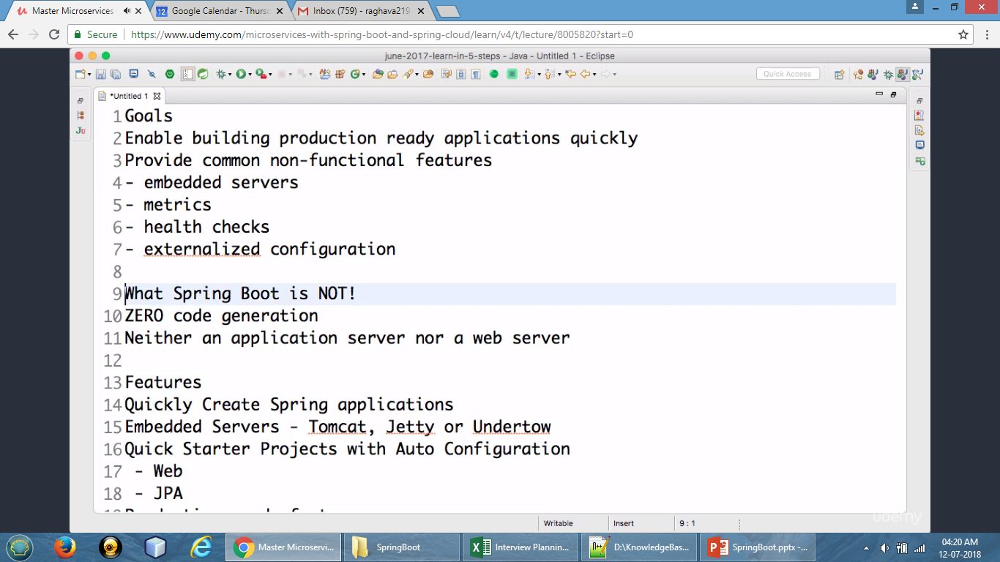 Master Microservices
Google Calendar - Thurs
Inbox (759) - raghava219
Secure
https://www.udemy.com/microservices-with-spring-boot-and-spring-cloud/learn/v4/t/lecture/8005820?start=0
june-2017-learn-in-5-steps - Java - Untitled 1 - Eclipse
Quick Access
*Untitled 1
1 Goals
2 Enable building production ready applications quickly
3 Provide common non-functional features
4 - embedded servers
5 - metrics
6 - health checks
7 - externalized configuration
8
9 What Spring Boot is NOT!
10 ZERO code generation
11 Neither an application server nor a web server
12
13 Features
14 Quickly Create Spring applications
15 Embedded Servers - Tomcat, Jetty or Undertow
16 Quick Starter Projects with Auto Configuration
17 - Web
18 - JPA
udemy
Writable
Insert
9 : 1
Master Microservi...
SpringBoot
Interview Planning...
D:\KnowledgeBas...
SpringBoot.pptx -...
04:20 AM
12-07-2018